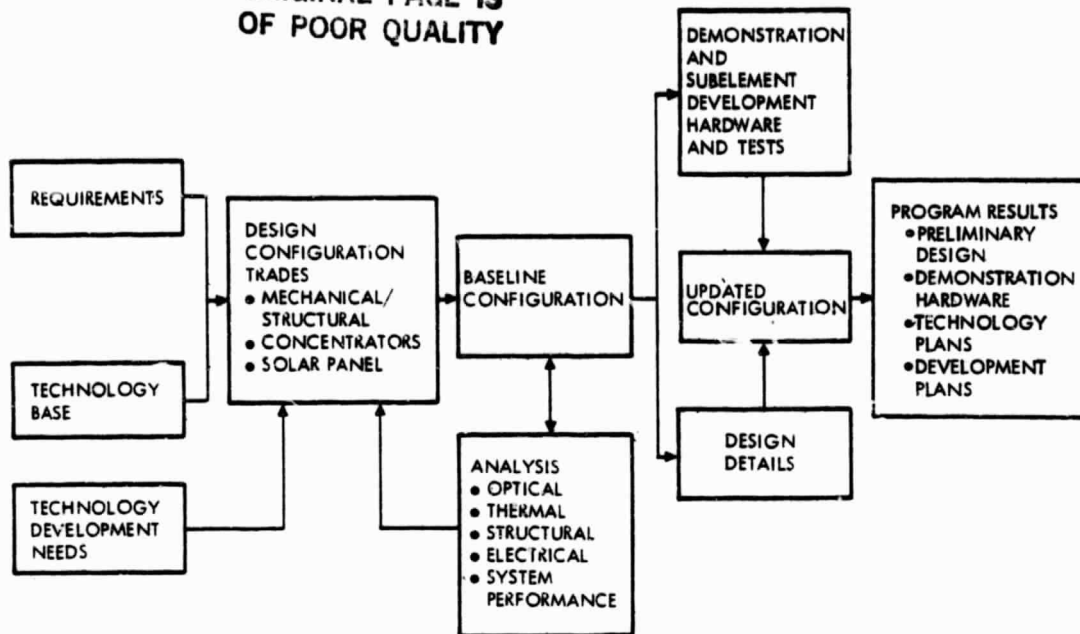 OF POOR QUALITY
REQUIREMENTS
TECHNOLOGY
BASE
TECHNOLOGY
DEVELOPMENT
NEEDS
DESIGN
CONFIGURATION
TRADES
• MECHANICAL/
STRUCTURAL
• CONCENTRATORS
• SOLAR PANEL
BASELINE
CONFIGURATION
ANALYSIS
• OPTICAL
• THERMAL
• STRUCTURAL
• ELECTRICAL
• SYSTEM
PERFORMANCE
DEMONSTRATION
AND
SUBELEMENT
DEVELOPMENT
HARDWARE
AND TESTS
UPDATED
CONFIGURATION
DESIGN
DETAILS
PROGRAM RESULTS
• PRELIMINARY
DESIGN
• DEMONSTRATION
HARDWARE
• TECHNOLOGY
PLANS
• DEVELOPMENT
PLANS